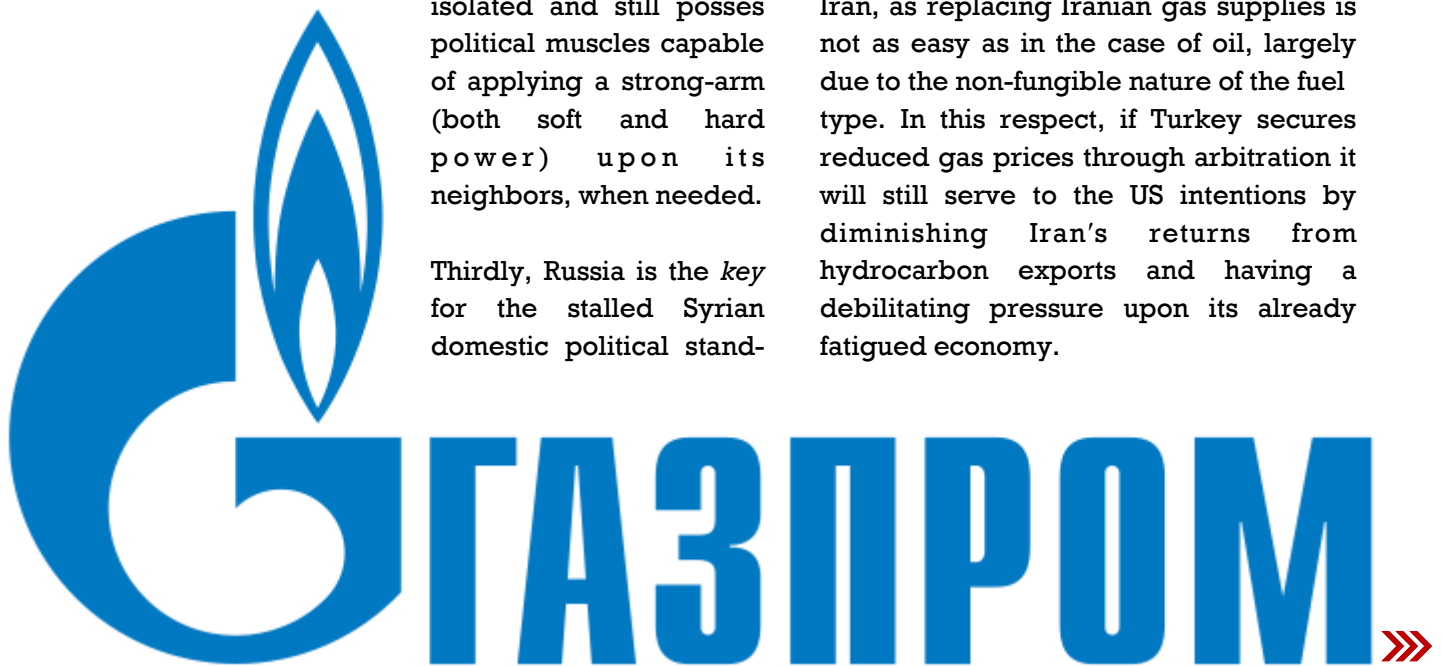 isolated and still posses
political muscles capable
of applying a strong-arm
(both soft and hard
power) upon its
neighbors, when needed.
Thirdly, Russia is the key
for the stalled Syrian
domestic political stand-
Iran, as replacing Iranian gas supplies is
not as easy as in the case of oil, largely
due to the non-fungible nature of the fuel
type. In this respect, if Turkey secures
reduced gas prices through arbitration it
will still serve to the US intentions by
diminishing Iran's returns from
hydrocarbon exports and having a
debilitating pressure upon its already
fatigued economy.
ГАЗПРОМ